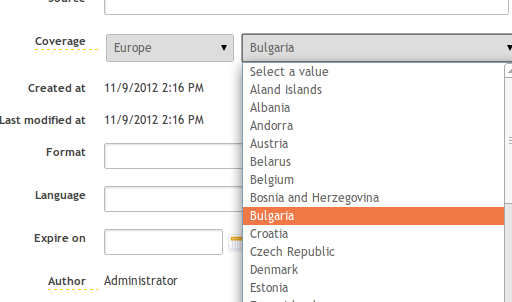 Source
Coverage Europe Bulgaria
Select a value
Created at 11/9/2012 2:16 PM
Aland Islands
Albania
Last modified at 11/9/2012 2:16 PM
Andorra
Austria
Format
Belarus
Belgium
Language
Bosnia and Herzegovina
Bulgaria
Expire on
Croatia
Czech Republic
Denmark
Author Administrator
Estonia